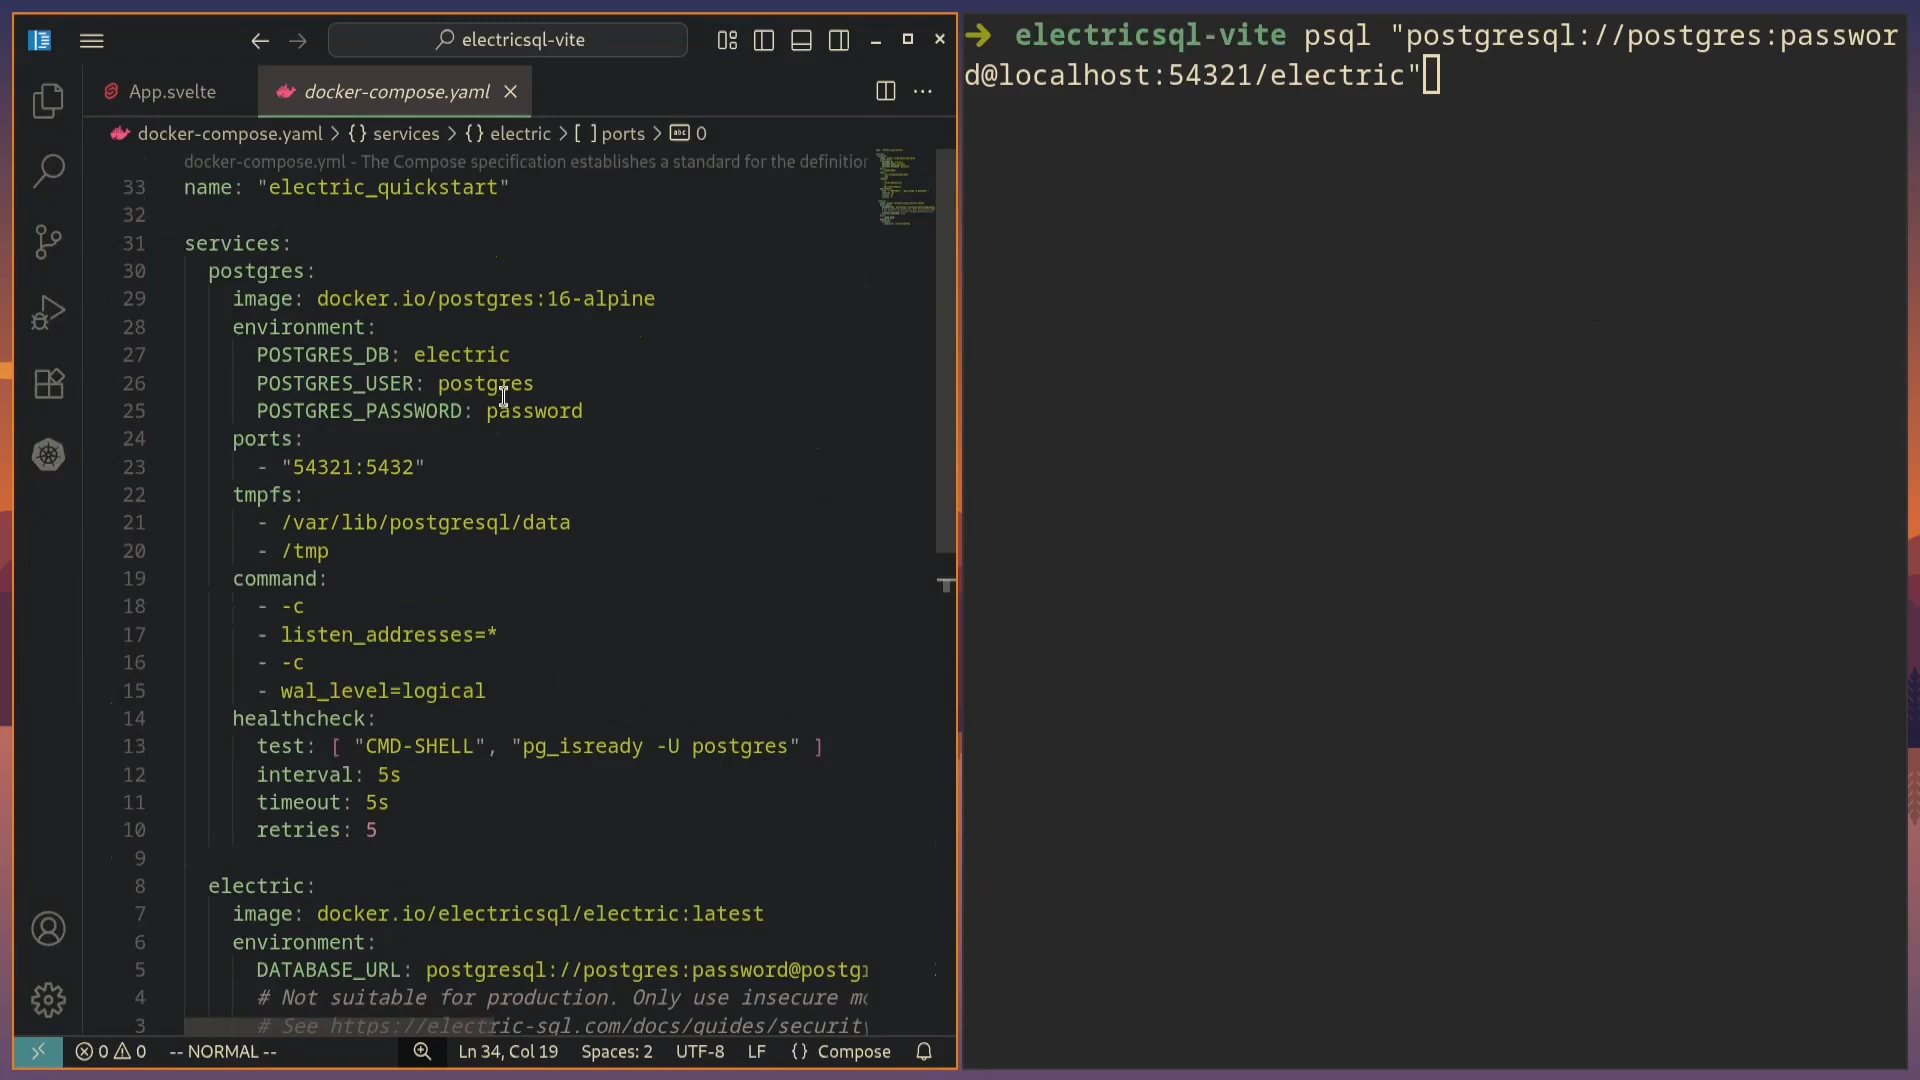 electricsql-vite
App.svelte
docker-compose.yaml
docker-compose.yaml > {} services > {} electric > [ ] ports > abc 0
docker-compose.yml - The Compose specification establishes a standard for the definition
33 name: "electric_quickstart"
32
31 services:
30 postgres:
29 image: docker.io/postgres:16-alpine
28 environment:
27 POSTGRES_DB: electric
26 POSTGRES_USER: postgres
25 POSTGRES_PASSWORD: password
24 ports:
23 - "54321:5432"
22 tmpfs:
21 - /var/lib/postgresql/data
20 - /tmp
19 command:
18 - -c
17 - listen_addresses=*
16 - -c
15 - wal_level=logical
14 healthcheck:
13 test: [ "CMD-SHELL", "pg_isready -U postgres" ]
12 interval: 5s
11 timeout: 5s
10 retries: 5
9
8 electric:
7 image: docker.io/electricsql/electric:latest
6 environment:
5 DATABASE_URL: postgresql://postgres:password@postg
4 # Not suitable for production. Only use insecure m
3 # See https://electric-sql.com/docs/guides/security
0 0 -- NORMAL -- Ln 34, Col 19 Spaces: 2 UTF-8 LF {} Compose
➜ electricsql-vite psql "postgresql://postgres:passwor
d@localhost:54321/electric"